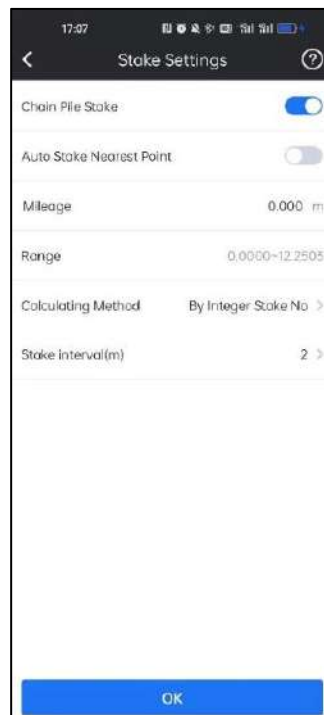 17:07
Stake Settings
Chain Pile Stake
Auto Stake Nearest Point
Mileage 0.000 m
Range 0.0000~12.2505
Calculating Method By Integer Stake No >
Stake interval(m) 2 >
OK